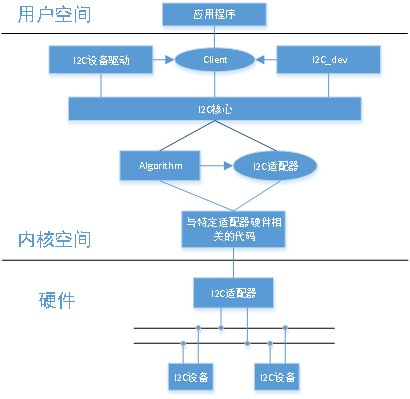 用户空间
应用程序
I2C设备驱动
Client
I2C_dev
I2C核心
Algorithm
I2C适配器
与特定适配器硬件相
关的代码
内核空间
I2C适配器
硬件
I2C设备
I2C设备